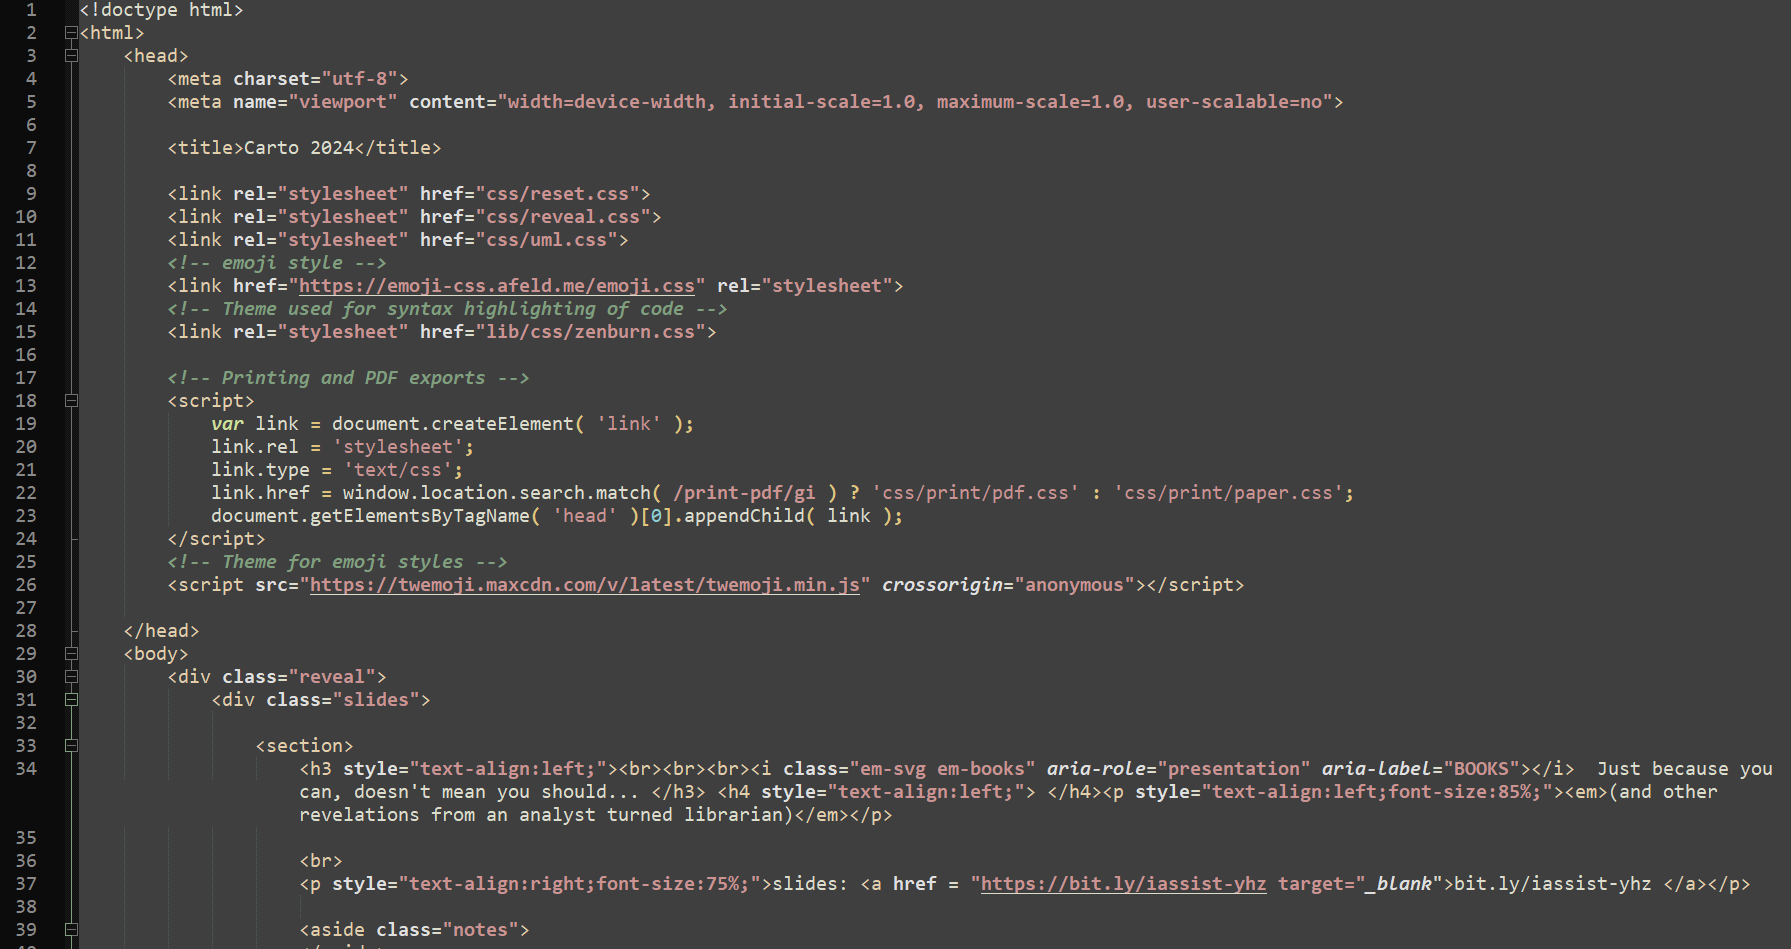 1 <!doctype html>
2 <html>
3 <head>
4 <meta charset="utf-8">
5 <meta name="viewport" content="width=device-width, initial-scale=1.0, maximum-scale=1.0, user-scalable=no">
6
7 <title>Carto 2024</title>
8
9 <link rel="stylesheet" href="css/reset.css">
10 <link rel="stylesheet" href="css/reveal.css">
11 <link rel="stylesheet" href="css/uml.css">
12 <!-- emoji style -->
13 <link href="https://emoji-css.afeld.me/emoji.css" rel="stylesheet">
14 <!-- Theme used for syntax highlighting of code -->
15 <link rel="stylesheet" href="lib/css/zenburn.css">
16
17 <!-- Printing and PDF exports -->
18 <script>
19 var link = document.createElement( 'link' );
20 link.rel = 'stylesheet';
21 link.type = 'text/css';
22 link.href = window.location.search.match( /print-pdf/gi ) ? 'css/print/pdf.css' : 'css/print/paper.css';
23 document.getElementsByTagName( 'head' )[0].appendChild( link );
24 </script>
25 <!-- Theme for emoji styles -->
26 <script src="https://twemoji.maxcdn.com/v/latest/twemoji.min.js" crossorigin="anonymous"></script>
27
28 </head>
29 <body>
30 <div class="reveal">
31 <div class="slides">
32
33 <section>
34 <h3 style="text-align:left;"><br><br><br><i class="em-svg em-books" aria-role="presentation" aria-label="BOOKS"></i>  Just because you
can, doesn't mean you should... </h3> <h4 style="text-align:left;"> </h4><p style="text-align:left;font-size:85%;"><em>(and other
revelations from an analyst turned librarian)</em></p>
35
36 <br>
37 <p style="text-align:right;font-size:75%;">slides: <a href = "https://bit.ly/iassist-yhz target="_blank">bit.ly/iassist-yhz </a></p>
38
39 <aside class="notes">